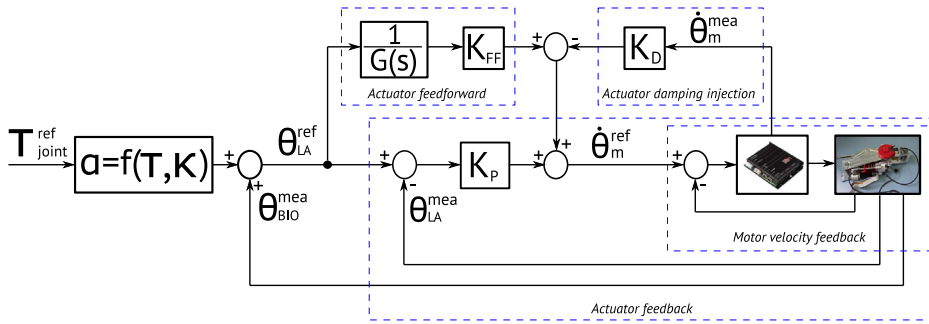 1
G(s)
K_FF
+
-
K_D
θ̇_m^mea
Actuator feedforward
Actuator damping injection
T_joint^ref
a=f(T,K)
+
+
θ_LA^ref
θ_BIO^mea
+
-
θ_LA^mea
K_P
+
+
θ̇_m^ref
+
-
Motor velocity feedback
Actuator feedback